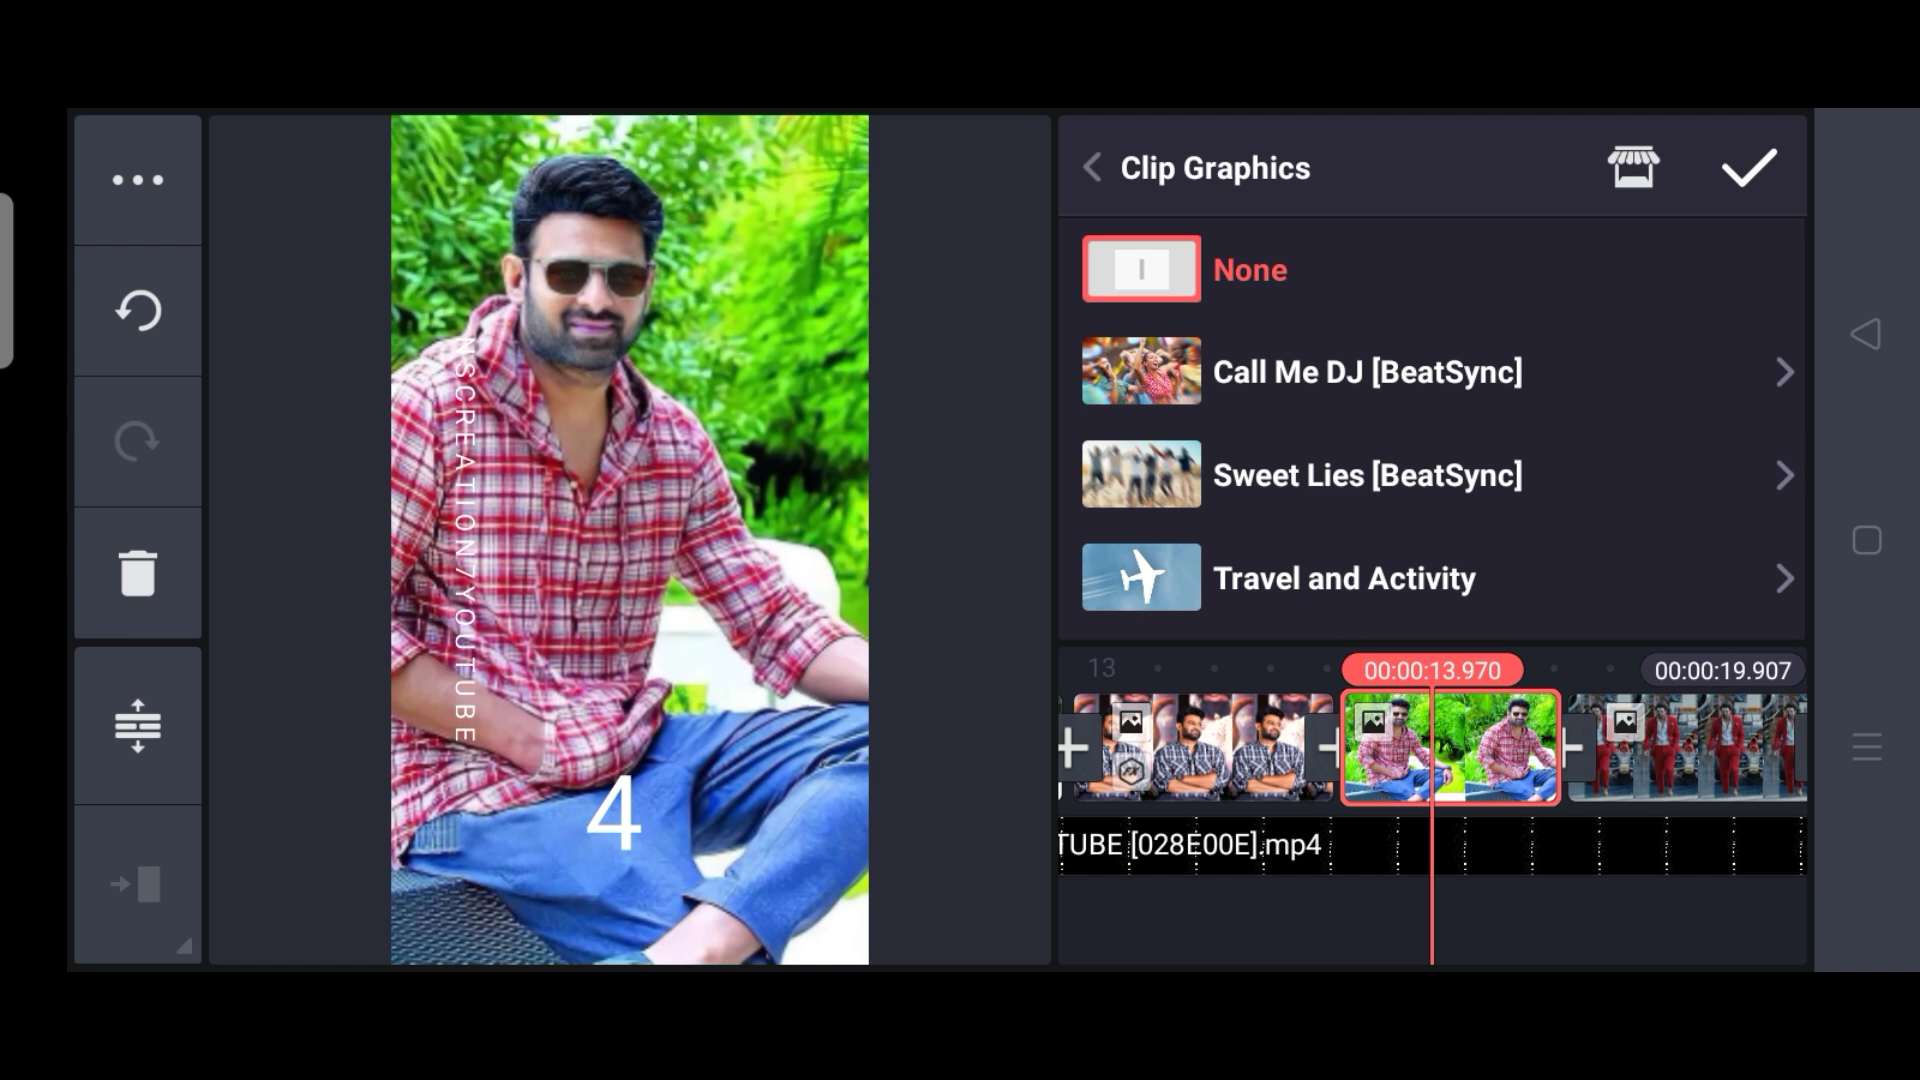 Clip Graphics
None
Call Me DJ [BeatSync]
Sweet Lies [BeatSync]
Travel and Activity
NSCREATION7YOUTUBE
4
13
00:00:13.970
00:00:19.907
TUBE [028E00E].mp4